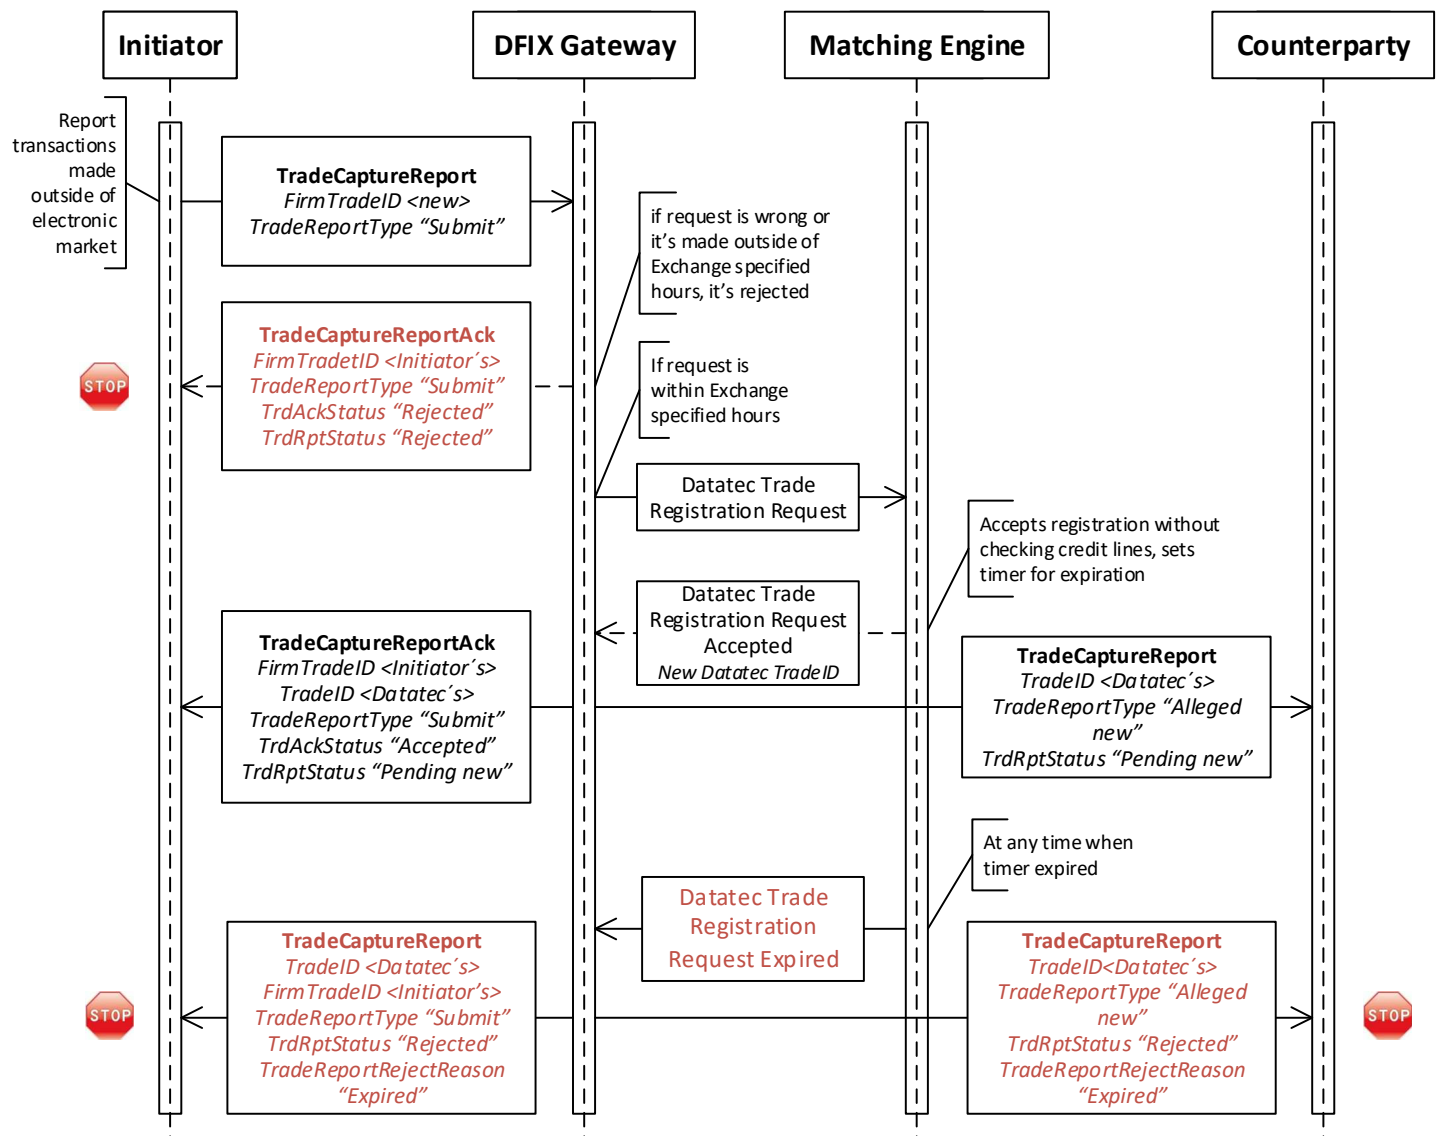 Initiator
DFIX Gateway
Matching Engine
Counterparty
Report
transactions
made
outside of
electronic
market
TradeCaptureReport
FirmTradeID <new>
TradeReportType “Submit”
if request is wrong or
it’s made outside of
Exchange specified
hours, it’s rejected
TradeCaptureReportAck
FirmTradetID <Initiator´s>
TradeReportType “Submit”
TrdAckStatus “Rejected”
TrdRptStatus “Rejected”
STOP
If request is
within Exchange
specified hours
Datatec Trade
Registration Request
Accepts registration without
checking credit lines, sets
timer for expiration
Datatec Trade
Registration Request
Accepted
New Datatec TradeID
TradeCaptureReportAck
FirmTradeID <Initiator´s>
TradeID <Datatec´s>
TradeReportType “Submit”
TrdAckStatus “Accepted”
TrdRptStatus “Pending new”
TradeCaptureReport
TradeID <Datatec´s>
TradeReportType “Alleged
new”
TrdRptStatus “Pending new”
At any time when
timer expired
Datatec Trade
Registration
Request Expired
TradeCaptureReport
TradeID <Datatec´s>
FirmTradeID <Initiator’s>
TradeReportType “Submit”
TrdRptStatus “Rejected”
TradeReportRejectReason
“Expired”
STOP
TradeCaptureReport
TradeID<Datatec´s>
TradeReportType “Alleged
new”
TrdRptStatus “Rejected”
TradeReportRejectReason
“Expired”
STOP